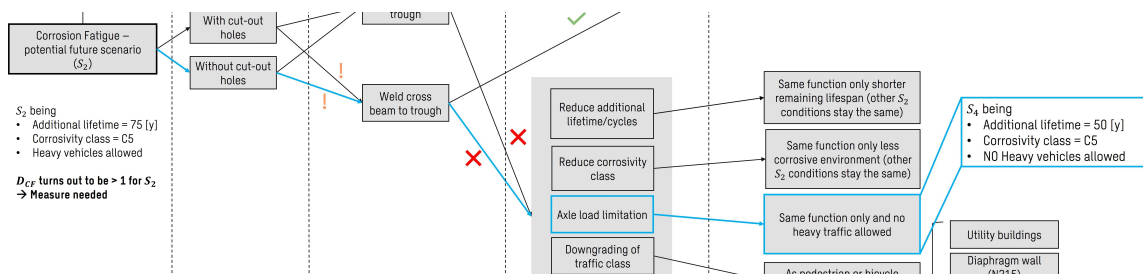 trough
With cut-out
holes
Corrosion Fatigue –
potential future scenario
(S₂)
Without cut-out
holes
!
!
Weld cross
beam to trough
S₂ being
• Additional lifetime = 75 [y]
• Corrosivity class = C5
• Heavy vehicles allowed
D_CF turns out to be > 1 for S₂
→ Measure needed
Reduce additional
lifetime/cycles
Reduce corrosivity
class
Axle load limitation
Downgrading of
traffic class
Same function only shorter
remaining lifespan (other S₂
conditions stay the same)
Same function only less
corrosive environment (other
S₂ conditions stay the same)
Same function only and no
heavy traffic allowed
As pedestrian or bicycle
S₄ being
• Additional lifetime = 50 [y]
• Corrosivity class = C5
• NO Heavy vehicles allowed
Utility buildings
Diaphragm wall
(N215)